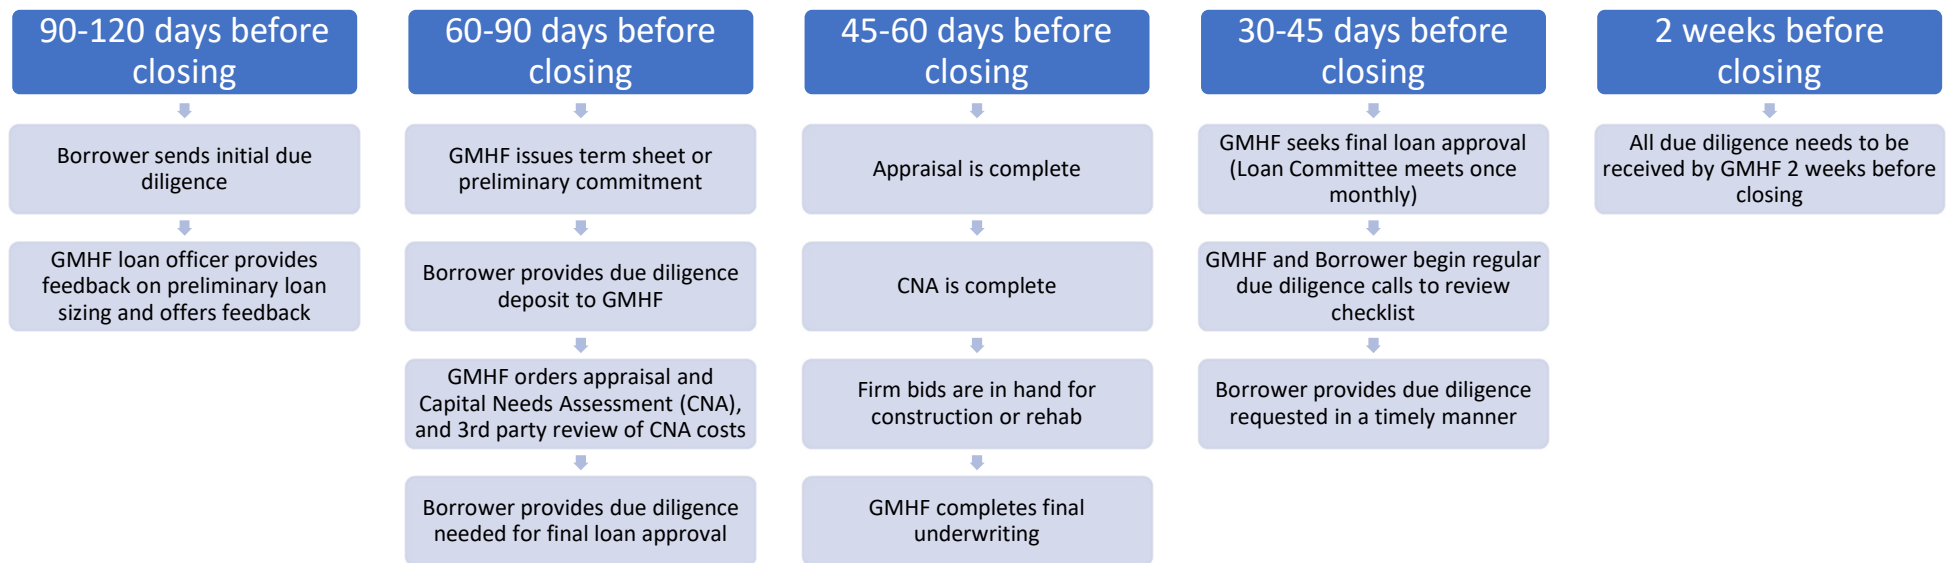 90-120 days before
closing
Borrower sends initial due
diligence
GMHF loan officer provides
feedback on preliminary loan
sizing and offers feedback
60-90 days before
closing
GMHF issues term sheet or
preliminary commitment
Borrower provides due diligence
deposit to GMHF
GMHF orders appraisal and
Capital Needs Assessment (CNA),
and 3rd party review of CNA costs
Borrower provides due diligence
needed for final loan approval
45-60 days before
closing
Appraisal is complete
CNA is complete
Firm bids are in hand for
construction or rehab
GMHF completes final
underwriting
30-45 days before
closing
GMHF seeks final loan approval
(Loan Committee meets once
monthly)
GMHF and Borrower begin regular
due diligence calls to review
checklist
Borrower provides due diligence
requested in a timely manner
2 weeks before
closing
All due diligence needs to be
received by GMHF 2 weeks before
closing